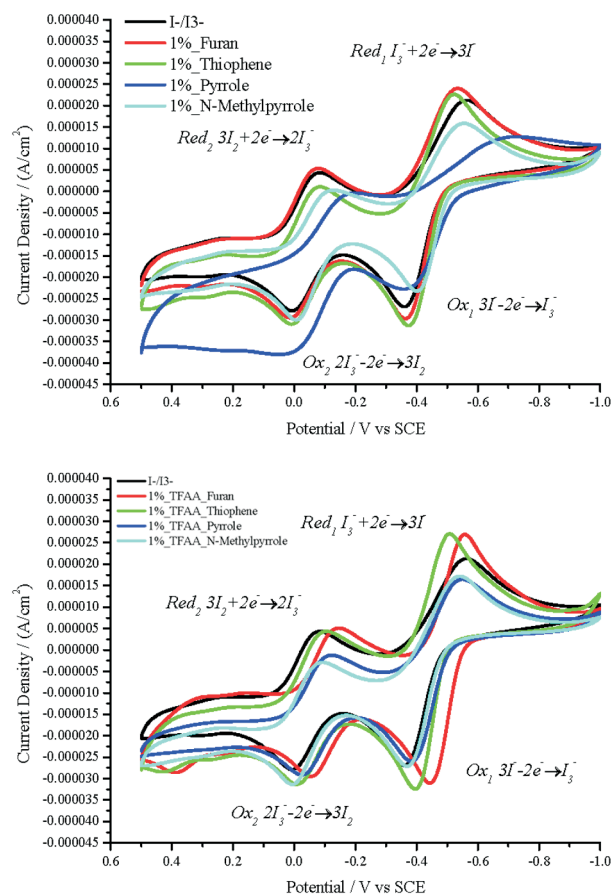 0.000040
0.000035
0.000030
0.000025
0.000020
0.000015
0.000010
0.000005
0.000000
-0.000005
-0.000010
-0.000015
-0.000020
-0.000025
-0.000030
-0.000035
-0.000040
-0.000045
Current Density / (A/cm²)
I-/I3-
1%_Furan
1%_Thiophene
1%_Pyrrole
1%_N-Methylpyrrole
Red₁ I₃⁻+2e⁻→3I⁻
Red₂ 3I₂+2e⁻→2I₃⁻
Ox₁ 3I⁻-2e⁻→I₃⁻
Ox₂ 2I₃⁻-2e⁻→3I₂
0.6 0.4 0.2 0.0 -0.2 -0.4 -0.6 -0.8 -1.0
Potential / V vs SCE
0.000040
0.000035
0.000030
0.000025
0.000020
0.000015
0.000010
0.000005
0.000000
-0.000005
-0.000010
-0.000015
-0.000020
-0.000025
-0.000030
-0.000035
-0.000040
-0.000045
Current Density / (A/cm²)
I-/I3-
1%_TFAA_Furan
1%_TFAA_Thiophene
1%_TFAA_Pyrrole
1%_TFAA_N-Methylpyrrole
Red₁ I₃⁻+2e⁻→3I⁻
Red₂ 3I₂+2e⁻→2I₃⁻
Ox₁ 3I⁻-2e⁻→I₃⁻
Ox₂ 2I₃⁻-2e⁻→3I₂
0.6 0.4 0.2 0.0 -0.2 -0.4 -0.6 -0.8 -1.0
Potential / V vs SCE